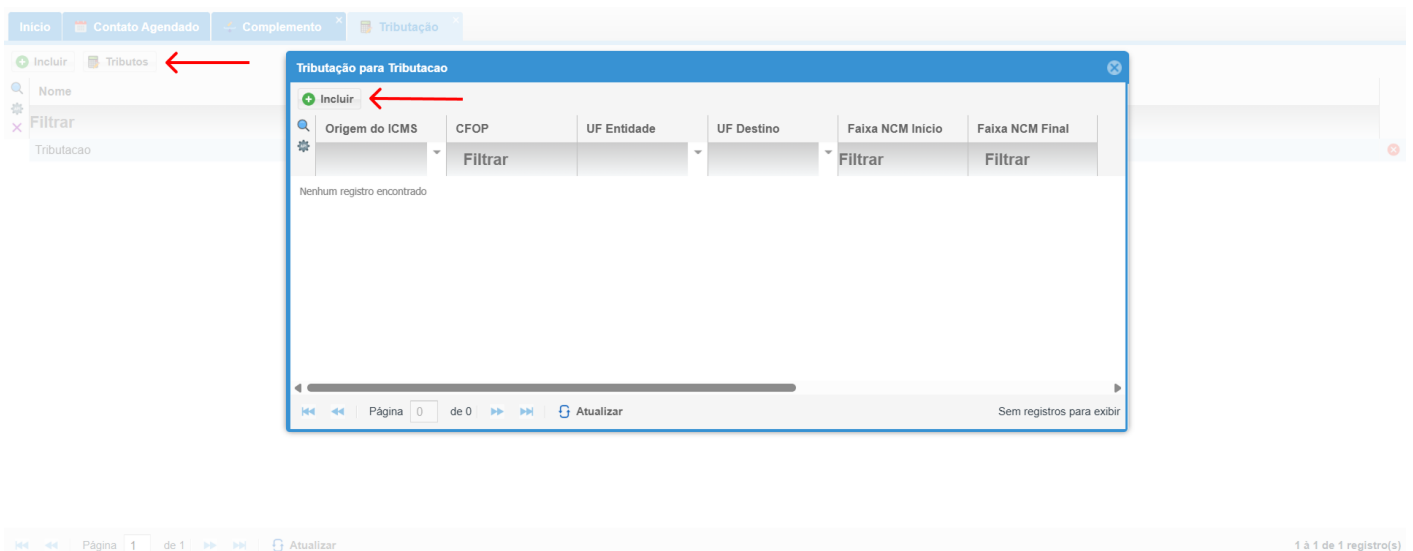 Inicio Contato Agendado Complemento Tributação
Incluir Tributos
Nome
Filtrar
Tributacao
Tributação para Tributacao
Incluir
Origem do ICMS CFOP UF Entidade UF Destino Faixa NCM Inicio Faixa NCM Final
Filtrar Filtrar Filtrar
Nenhum registro encontrado
Página 0 de 0 Atualizar Sem registros para exibir
Página 1 de 1 Atualizar 1 à 1 de 1 registro(s)